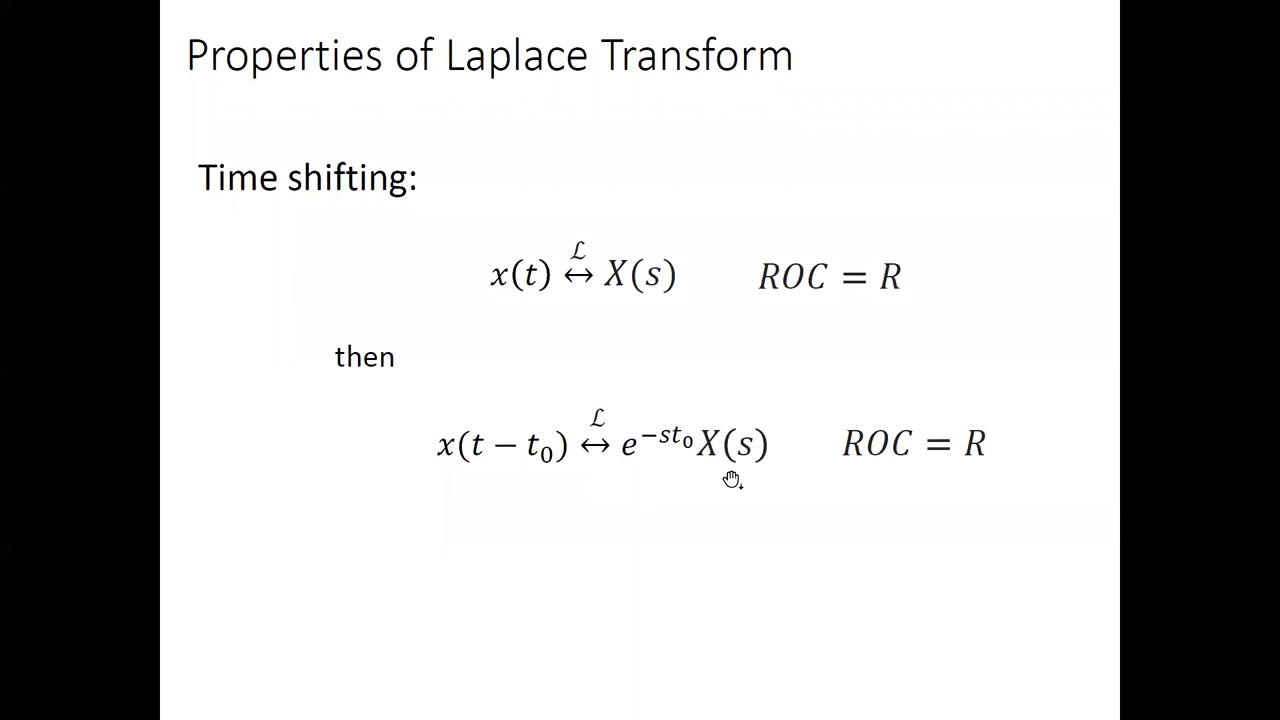 Properties of Laplace Transform
Time shifting:
x(t) ℒ↔ X(s) ROC = R
then
x(t − t₀) ℒ↔ e^{−st₀}X(s) ROC = R